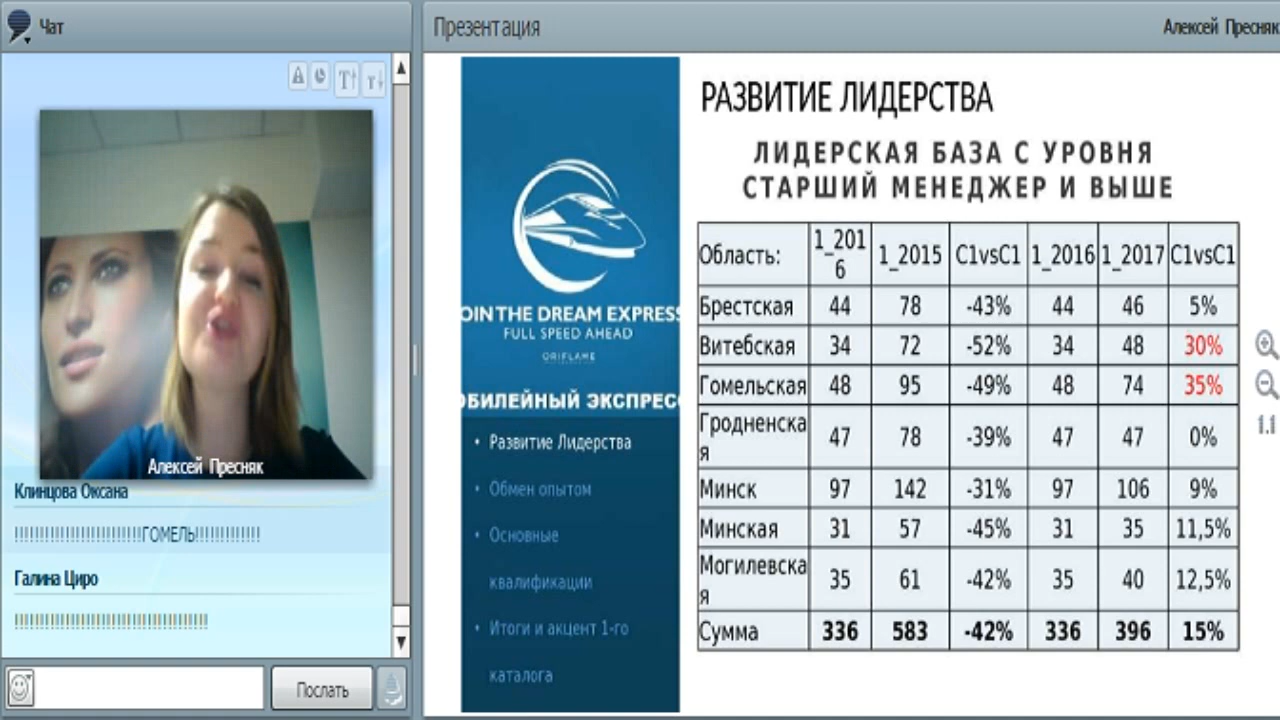 Чат
Алексей Пресняк
Клинцова Оксана
!!!!!!!!!!!!!!!!!!!!!!!!!ГОМЕЛЬ!!!!!!!!!!!!!
Галина Циро
!!!!!!!!!!!!!!!!!!!!!!!!!!!!!!!!!!!!!!
Послать
Презентация
Алексей Пресняк
OIN THE DREAM EXPRESS
FULL SPEED AHEAD
ORIFLAME
ОБИЛЕЙНЫЙ ЭКСПРЕСС
• Развитие Лидерства
• Обмен опытом
• Основные
квалификации
• Итоги и акцент 1-го
каталога
РАЗВИТИЕ ЛИДЕРСТВА
ЛИДЕРСКАЯ БАЗА С УРОВНЯ
СТАРШИЙ МЕНЕДЖЕР И ВЫШЕ
Область: 1_2016 1_2015 C1vsC1 1_2016 1_2017 C1vsC1
Брестская 44 78 -43% 44 46 5%
Витебская 34 72 -52% 34 48 30%
Гомельская 48 95 -49% 48 74 35%
Гродненская 47 78 -39% 47 47 0%
Минск 97 142 -31% 97 106 9%
Минская 31 57 -45% 31 35 11,5%
Могилевская 35 61 -42% 35 40 12,5%
Сумма 336 583 -42% 336 396 15%
1:1